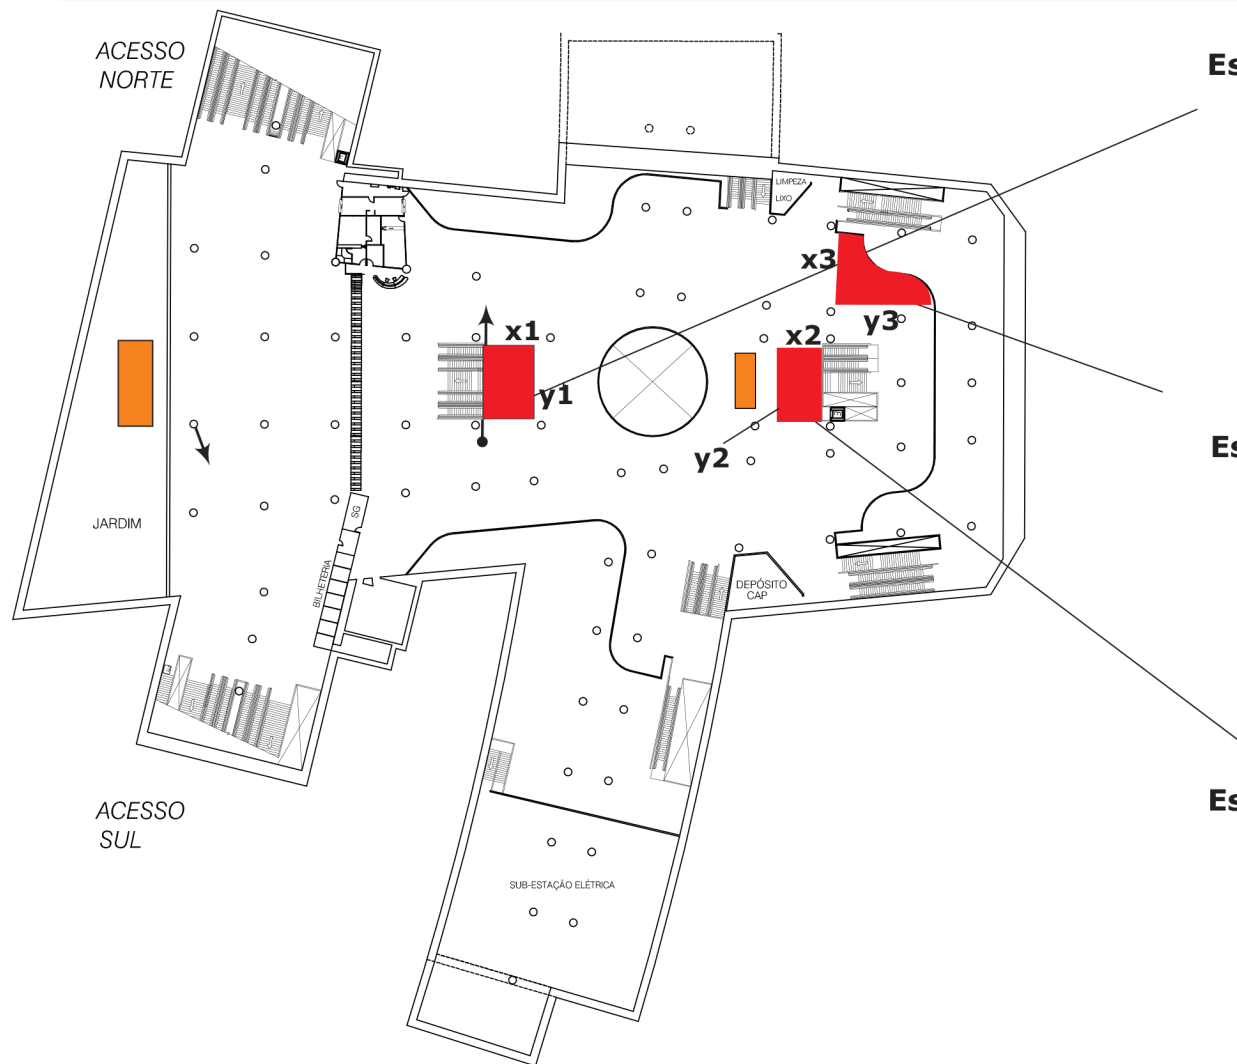 ACESSO
NORTE
Es
LIMPEZA
LIXO
x3
y3
x1
x2
y1
y2
Es
JARDIM
SG
BILHETERIA
DEPÓSITO
CAP
Es
ACESSO
SUL
SUB-ESTAÇÃO ELÉTRICA